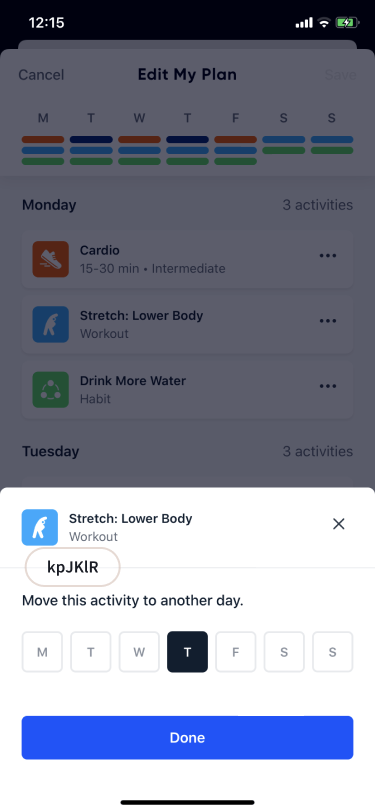 12:15
Cancel Edit My Plan Save
M T W T F S S
Monday 3 activities
Cardio
15-30 min • Intermediate
Stretch: Lower Body
Workout
Drink More Water
Habit
Tuesday 3 activities
Stretch: Lower Body
Workout
kpJKlR
Move this activity to another day.
M T W T F S S
Done